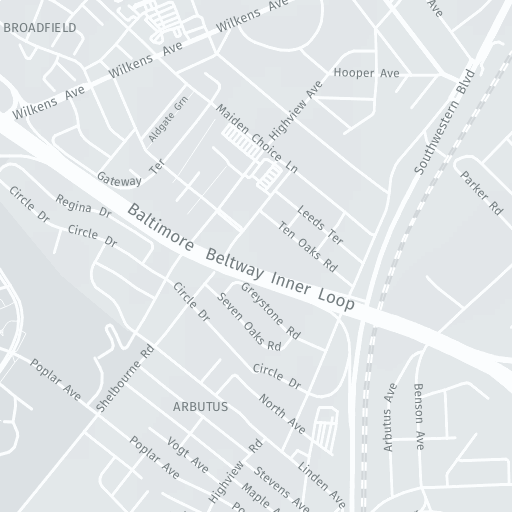 Wilkens Ave
Ave
BROADFIELD
Wilkens Ave
Hooper Ave
Southwestern Blvd
Wilkens Ave
Aldgate Grn
Highview Ave
Maiden Choice Ln
Gateway Ter
Parker Rd
Circle Dr
Regina Dr
Circle Dr
Leeds Ter
Ten Oaks Rd
Baltimore Beltway Inner Loop
Circle Dr
Greystone Rd
Seven Oaks Rd
Shelbourne Rd
Poplar Ave
Circle Dr
ARBUTUS
North Ave
Arbutus Ave
Benson Ave
Poplar Ave
Vogt Ave
Highview Rd
Stevens Ave
Linden Ave
Maple A
Po